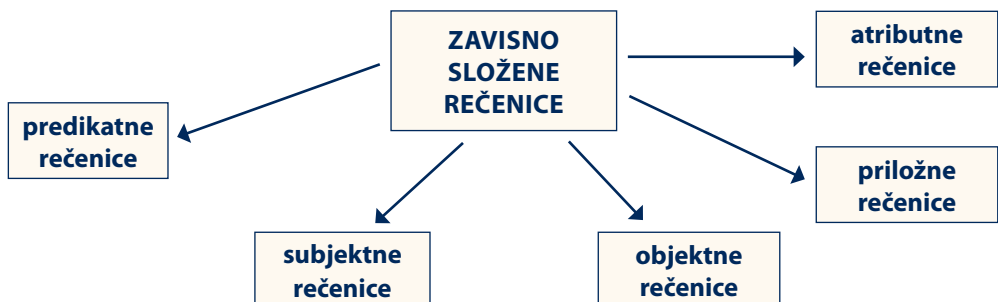 ZAVISNO
SLOŽENE
REČENICE
atributne
rečenice
predikatne
rečenice
priložne
rečenice
subjektne
rečenice
objektne
rečenice